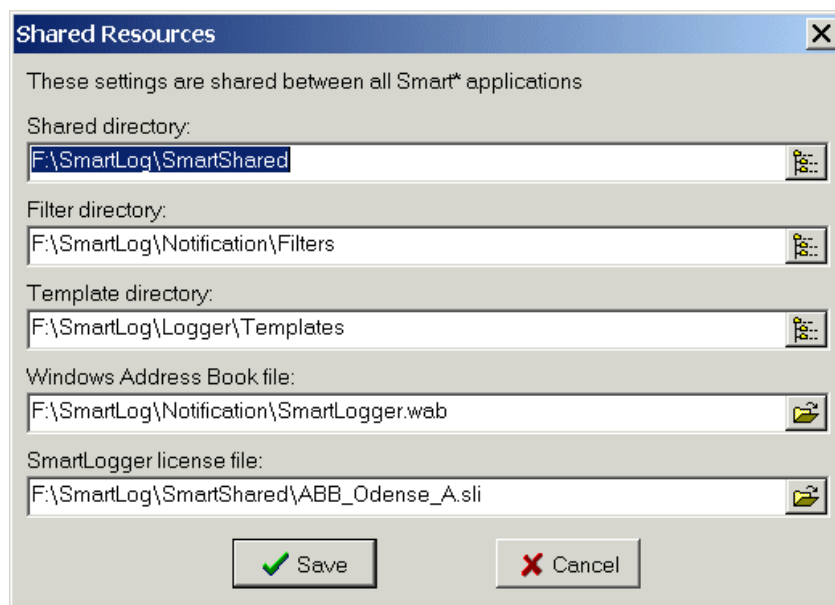 Shared Resources
These settings are shared between all Smart* applications
Shared directory:
F:\SmartLog\SmartShared
Filter directory:
F:\SmartLog\Notification\Filters
Template directory:
F:\SmartLog\Logger\Templates
Windows Address Book file:
F:\SmartLog\Notification\SmartLogger.wab
SmartLogger license file:
F:\SmartLog\SmartShared\ABB_Odense_A.sli
Save Cancel